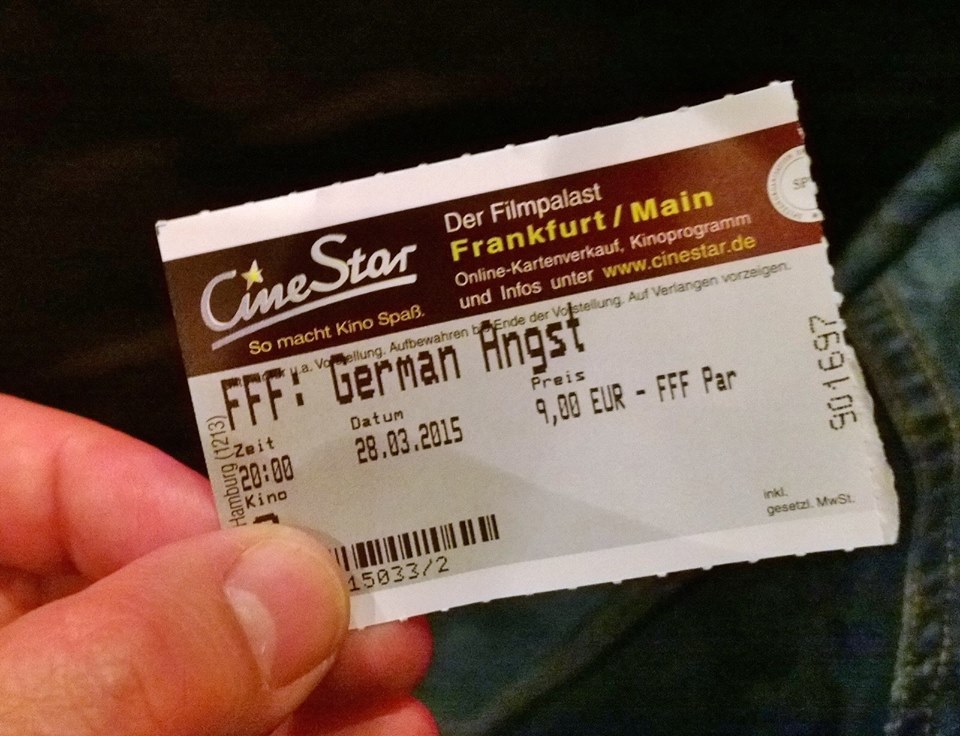 CineStar
So macht Kino Spaß.
Der Filmpalast
Frankfurt/Main
Online-Kartenverkauf, Kinoprogramm
und Infos unter www.cinestar.de
u.a. Vorstellung. Aufbewahren bis Ende der Vorstellung. Auf Verlangen vorzeigen.
FFF: German Angst
Zeit
20:00
Datum
28.03.2015
Preis
9,00 EUR - FFF Par
Kino
15033/2
Hamburg (1213)
901697
inkl.
gesetzl. MwSt.